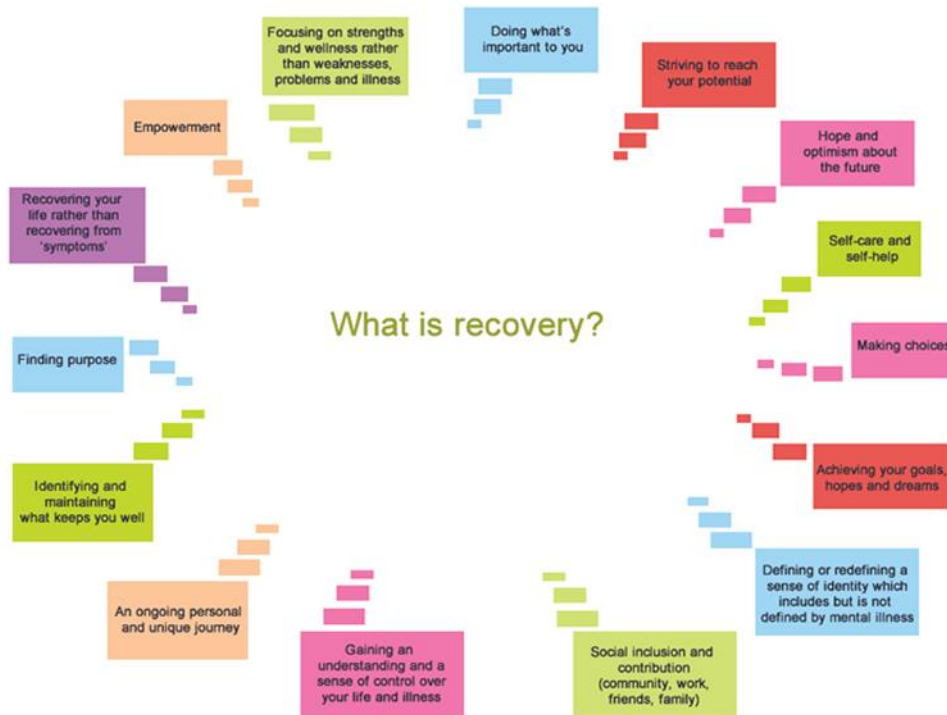 Focusing on strengths
and wellness rather
than weaknesses,
problems and illness
Doing what's
important to you
Striving to reach
your potential
Empowerment
Hope and
optimism about
the future
Recovering your
life rather than
recovering from
'symptoms'
Self-care and
self-help
What is recovery?
Making choices
Finding purpose
Achieving your goals,
hopes and dreams
Identifying and
maintaining
what keeps you well
Defining or redefining a
sense of identity which
includes but is not
defined by mental illness
An ongoing personal
and unique journey
Gaining an
understanding and a
sense of control over
your life and illness
Social inclusion and
contribution
(community, work,
friends, family)